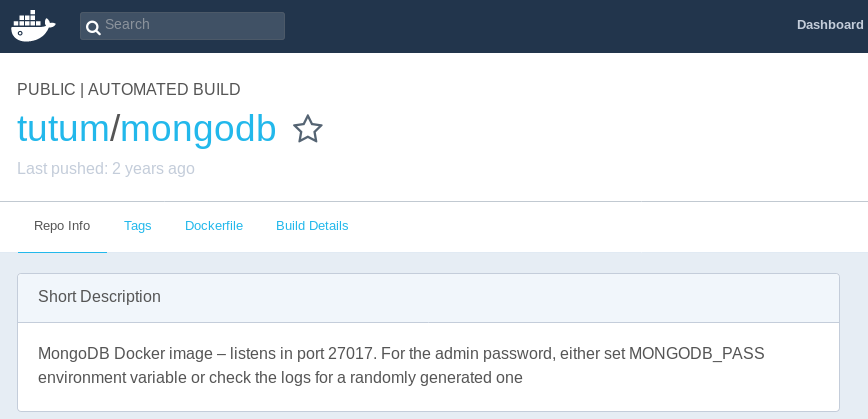 Search
Dashboard
PUBLIC | AUTOMATED BUILD
tutum/mongodb
Last pushed: 2 years ago
Repo Info
Tags
Dockerfile
Build Details
Short Description
MongoDB Docker image – listens in port 27017. For the admin password, either set MONGODB_PASS
environment variable or check the logs for a randomly generated one